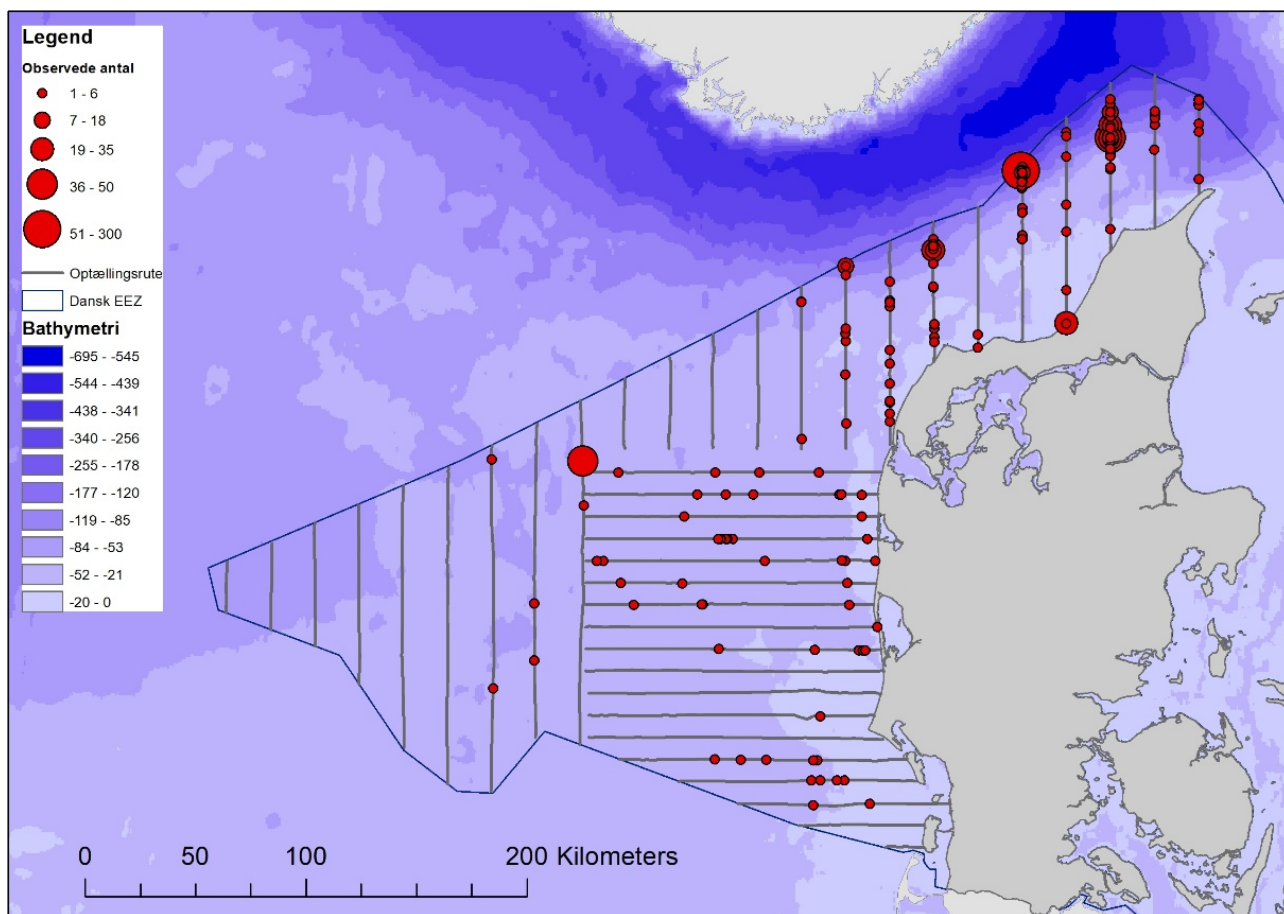 Legend
Observede antal
1 - 6
7 - 18
19 - 35
36 - 50
51 - 300
Optællingsrute
Dansk EEZ
Bathymetri
-695 - -545
-544 - -439
-438 - -341
-340 - -256
-255 - -178
-177 - -120
-119 - -85
-84 - -53
-52 - -21
-20 - 0
0 50 100 200 Kilometers